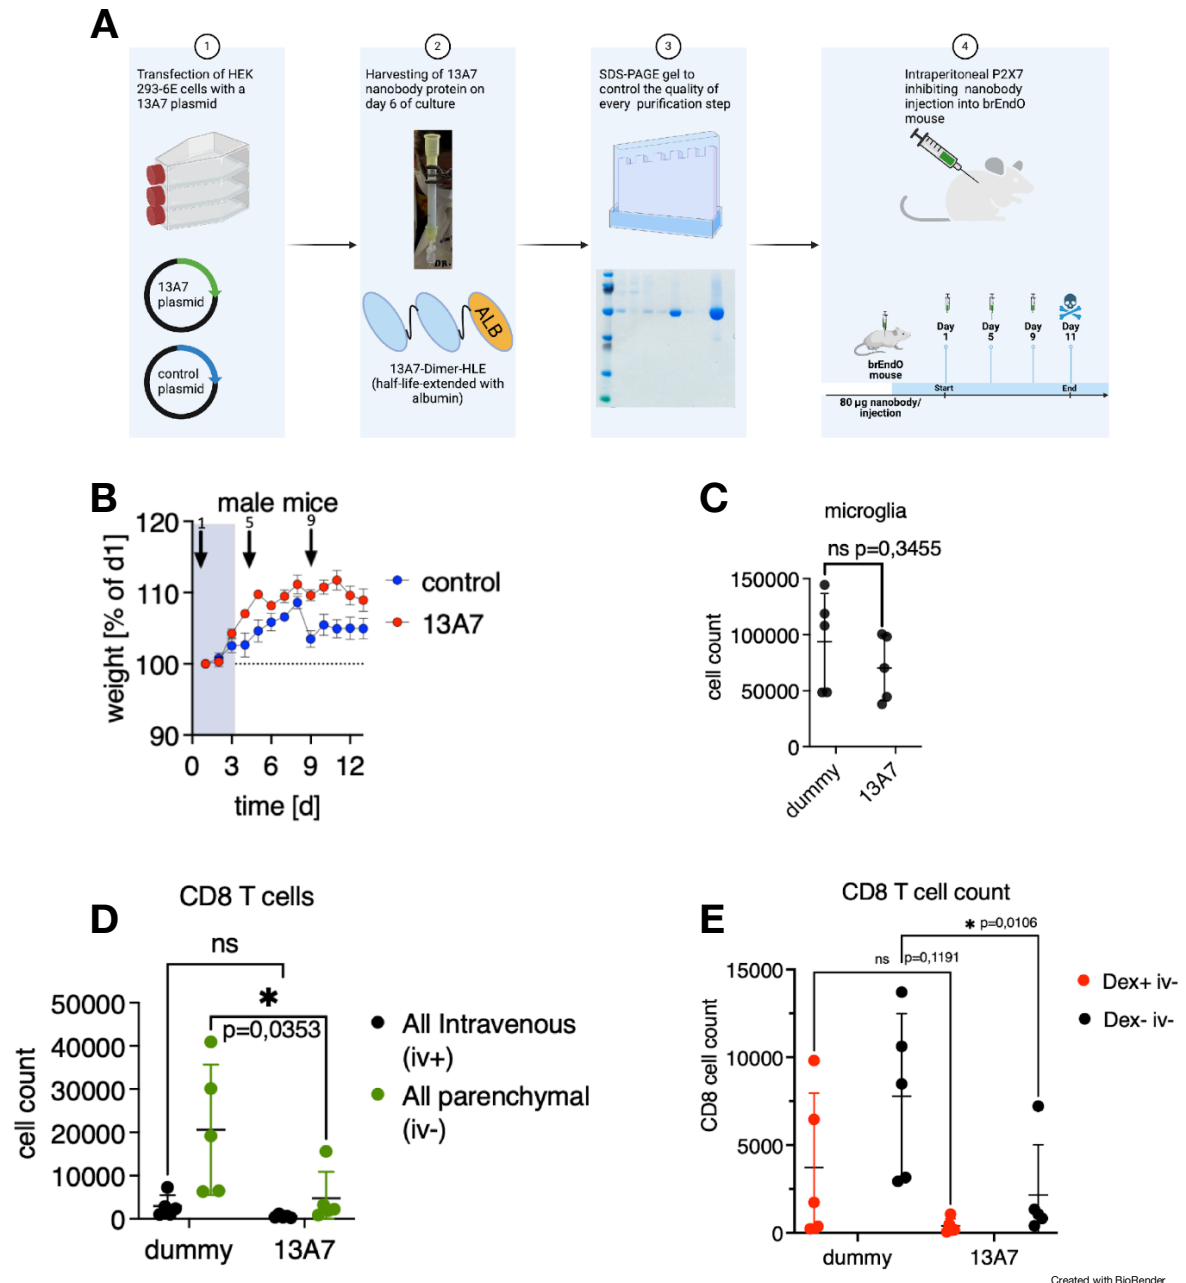 A
1
Transfection of HEK
293-6E cells with a
13A7 plasmid
13A7
plasmid
control
plasmid
2
Harvesting of 13A7
nanobody protein on
day 6 of culture
DR.
ALB
13A7-Dimer-HLE
(half-life-extended with
albumin)
3
SDS-PAGE gel to
control the quality of
every purification step
4
Intraperitoneal P2X7
inhibiting nanobody
injection into brEndO
mouse
Day
1
Day
5
Day
9
Day
11
brEndO
mouse
Start
End
80 µg nanobody/
injection
B
male mice
1
5
9
120
110
100
90
weight [% of d1]
0 3 6 9 12
time [d]
control
13A7
C
microglia
ns p=0,3455
150000
100000
50000
0
cell count
dummy
13A7
D
CD8 T cells
ns
*
p=0,0353
50000
40000
30000
20000
10000
0
cell count
dummy 13A7
All Intravenous
(iv+)
All parenchymal
(iv-)
E
CD8 T cell count
* p=0,0106
ns p=0,1191
15000
10000
5000
0
CD8 cell count
dummy 13A7
Dex+ iv-
Dex- iv-
Created with BioRender